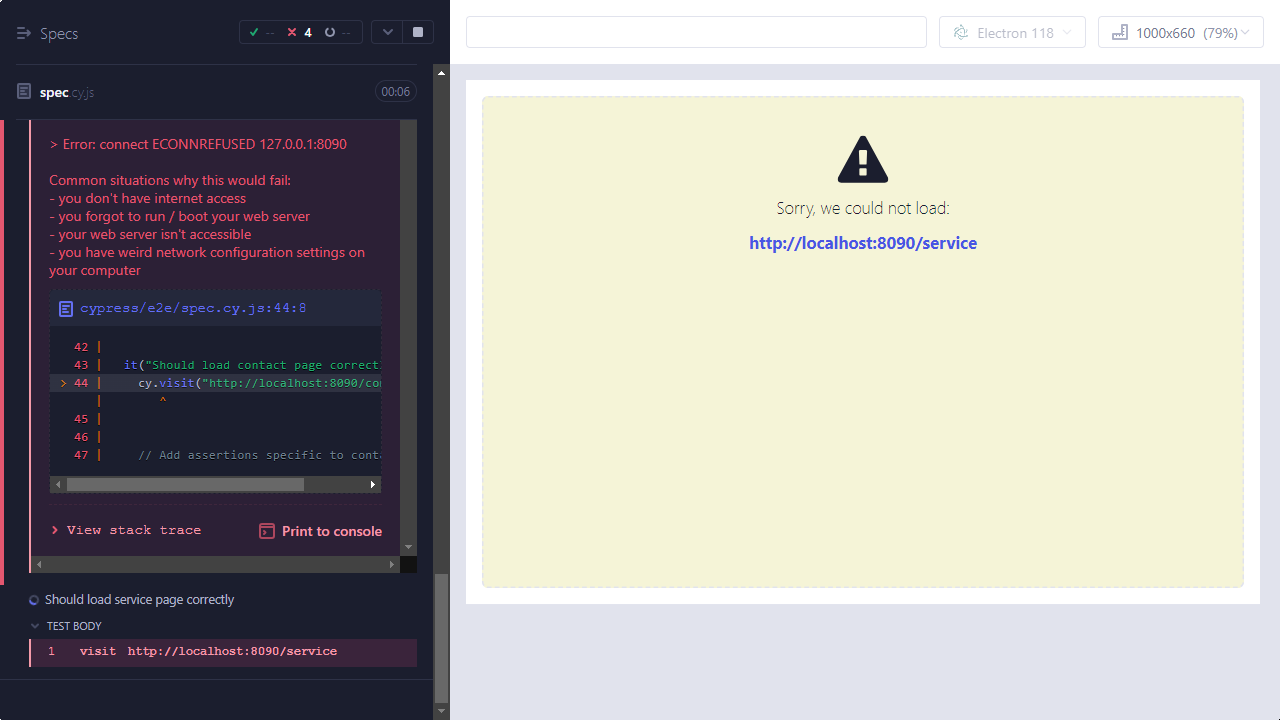 Specs
-- 4 --
spec.cy.js
00:06
> Error: connect ECONNREFUSED 127.0.0.1:8090
Common situations why this would fail:
- you don't have internet access
- you forgot to run / boot your web server
- your web server isn't accessible
- you have weird network configuration settings on
your computer
cypress/e2e/spec.cy.js:44:8
42 |
43 | it("Should load contact page correctl
> 44 | cy.visit("http://localhost:8090/con
| ^
45 |
46 |
47 | // Add assertions specific to conta
> View stack trace
Print to console
Should load service page correctly
TEST BODY
1 visit http://localhost:8090/service
Electron 118
1000x660 (79%)
Sorry, we could not load:
http://localhost:8090/service